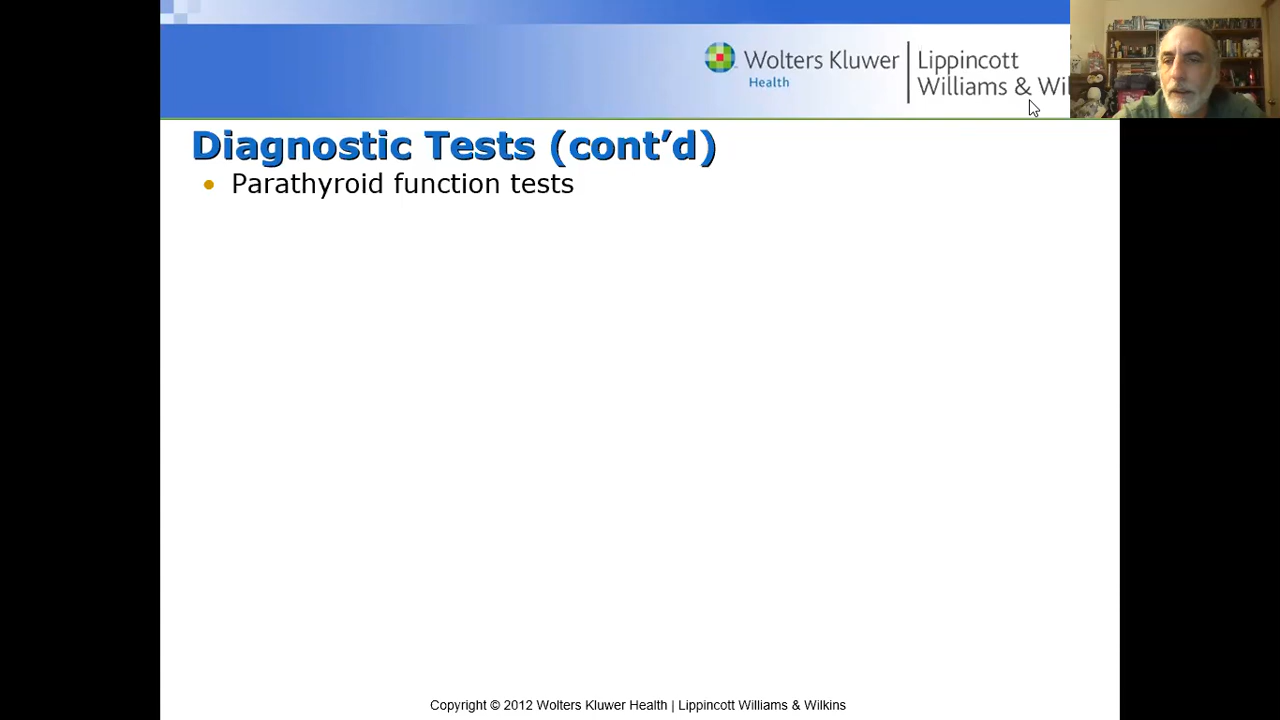 Wolters Kluwer
Health
Lippincott
Williams & Wil
Diagnostic Tests (cont’d)
• Parathyroid function tests
Copyright © 2012 Wolters Kluwer Health | Lippincott Williams & Wilkins